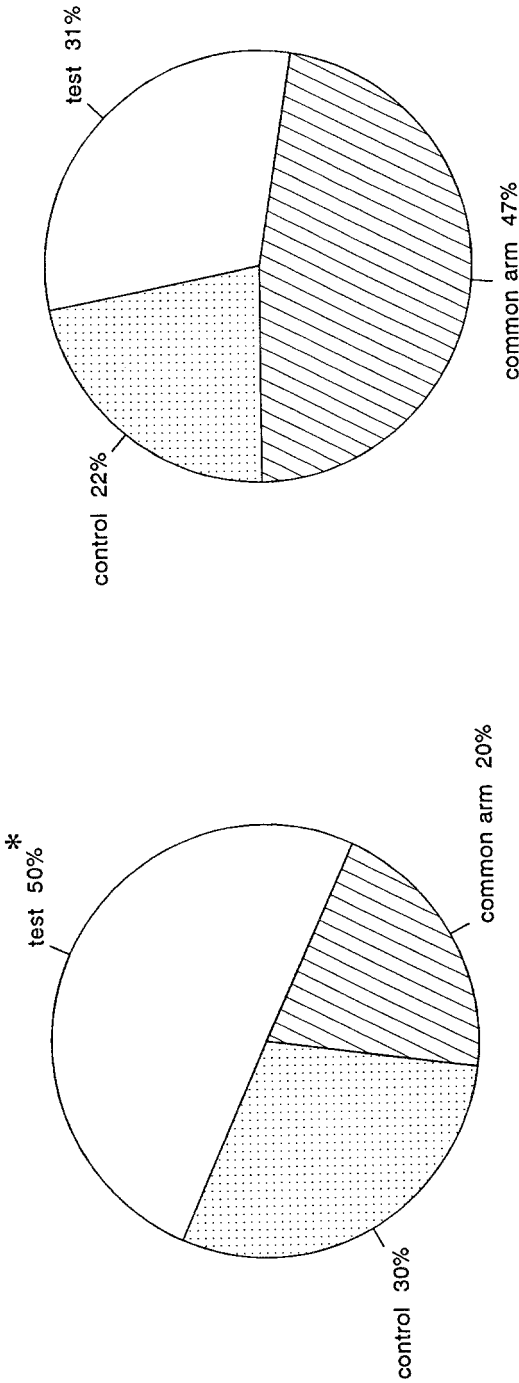 test 50%*
control 30%
common arm 20%
test 31%
control 22%
common arm 47%